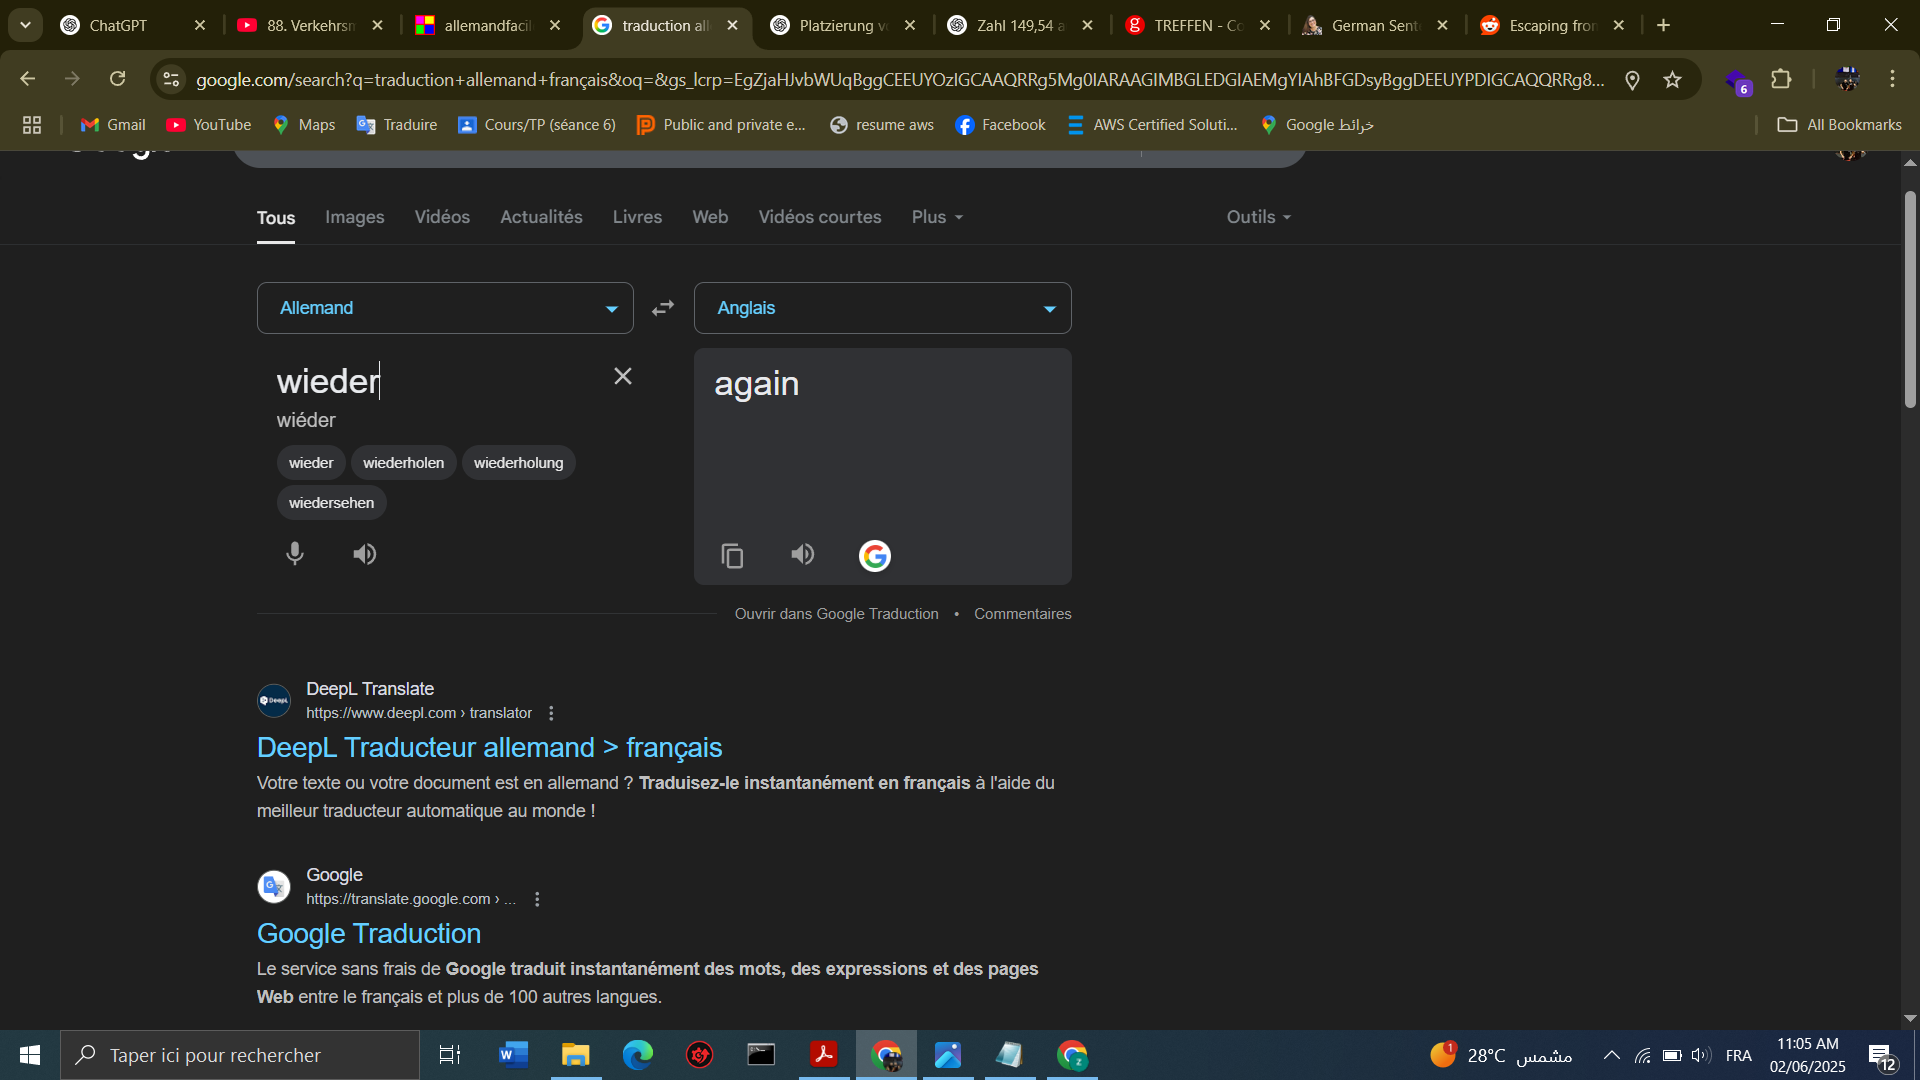 ChatGPT
88. Verkehrsm
allemandfacil
traduction all
Platzierung v
Zahl 149,54 a
TREFFEN - Co
German Sent
Escaping from
google.com/search?q=traduction+allemand+français&oq=&gs_lcrp=EgZjaHJvbWUqBggCEEUYOzIGCAAQRRg5Mg0IARAAGIMBGLEDGIAEMgYIAhBFGDsyBggDEEUYPDIGCAQQRRg8...
6
Gmail
YouTube
Maps
Traduire
Cours/TP (séance 6)
Public and private e...
resume aws
Facebook
AWS Certified Soluti...
خرائط Google
All Bookmarks
Tous
Images
Vidéos
Actualités
Livres
Web
Vidéos courtes
Plus
Outils
Allemand
Anglais
wieder
again
wiéder
wieder
wiederholen
wiederholung
wiedersehen
Ouvrir dans Google Traduction • Commentaires
DeepL
DeepL Translate
https://www.deepl.com › translator
DeepL Traducteur allemand > français
Votre texte ou votre document est en allemand ? Traduisez-le instantanément en français à l'aide du
meilleur traducteur automatique au monde !
Google
https://translate.google.com › ...
Google Traduction
Le service sans frais de Google traduit instantanément des mots, des expressions et des pages
Web entre le français et plus de 100 autres langues.
Taper ici pour rechercher
1
28°C مشمس
FRA
11:05 AM
02/06/2025
12